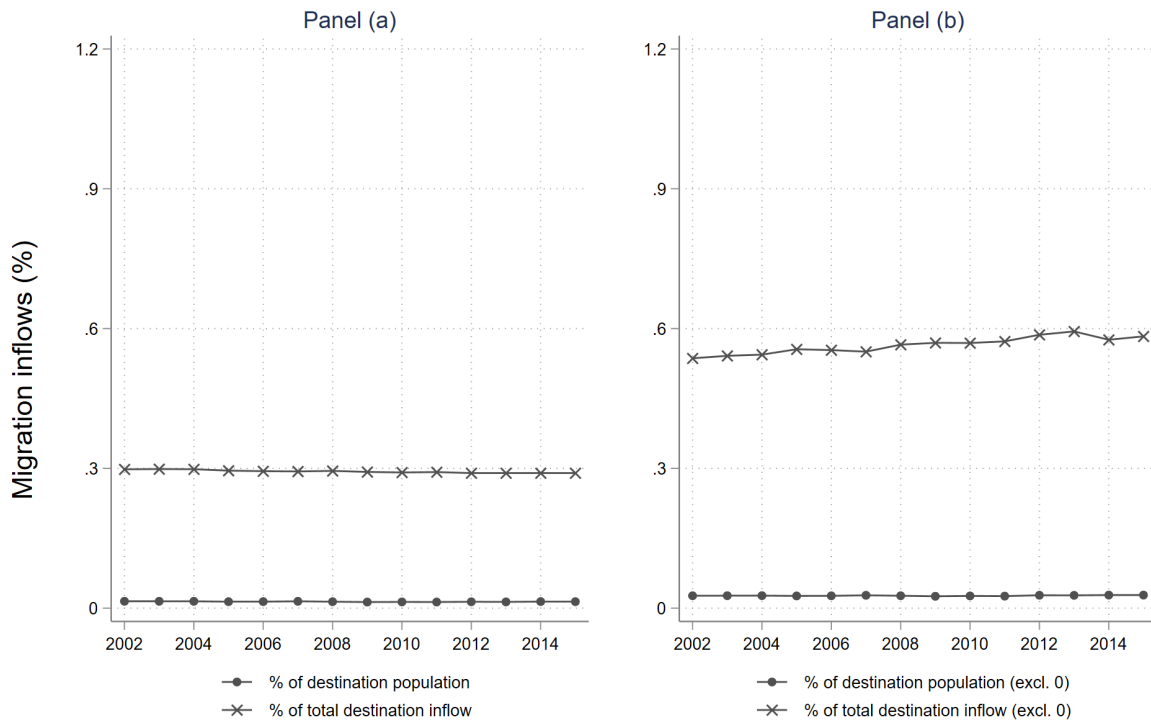 Panel (a)
Panel (b)
Migration inflows (%)
1.2
.9
.6
.3
0
2002 2004 2006 2008 2010 2012 2014
% of destination population
% of total destination inflow
1.2
.9
.6
.3
0
2002 2004 2006 2008 2010 2012 2014
% of destination population (excl. 0)
% of total destination inflow (excl. 0)